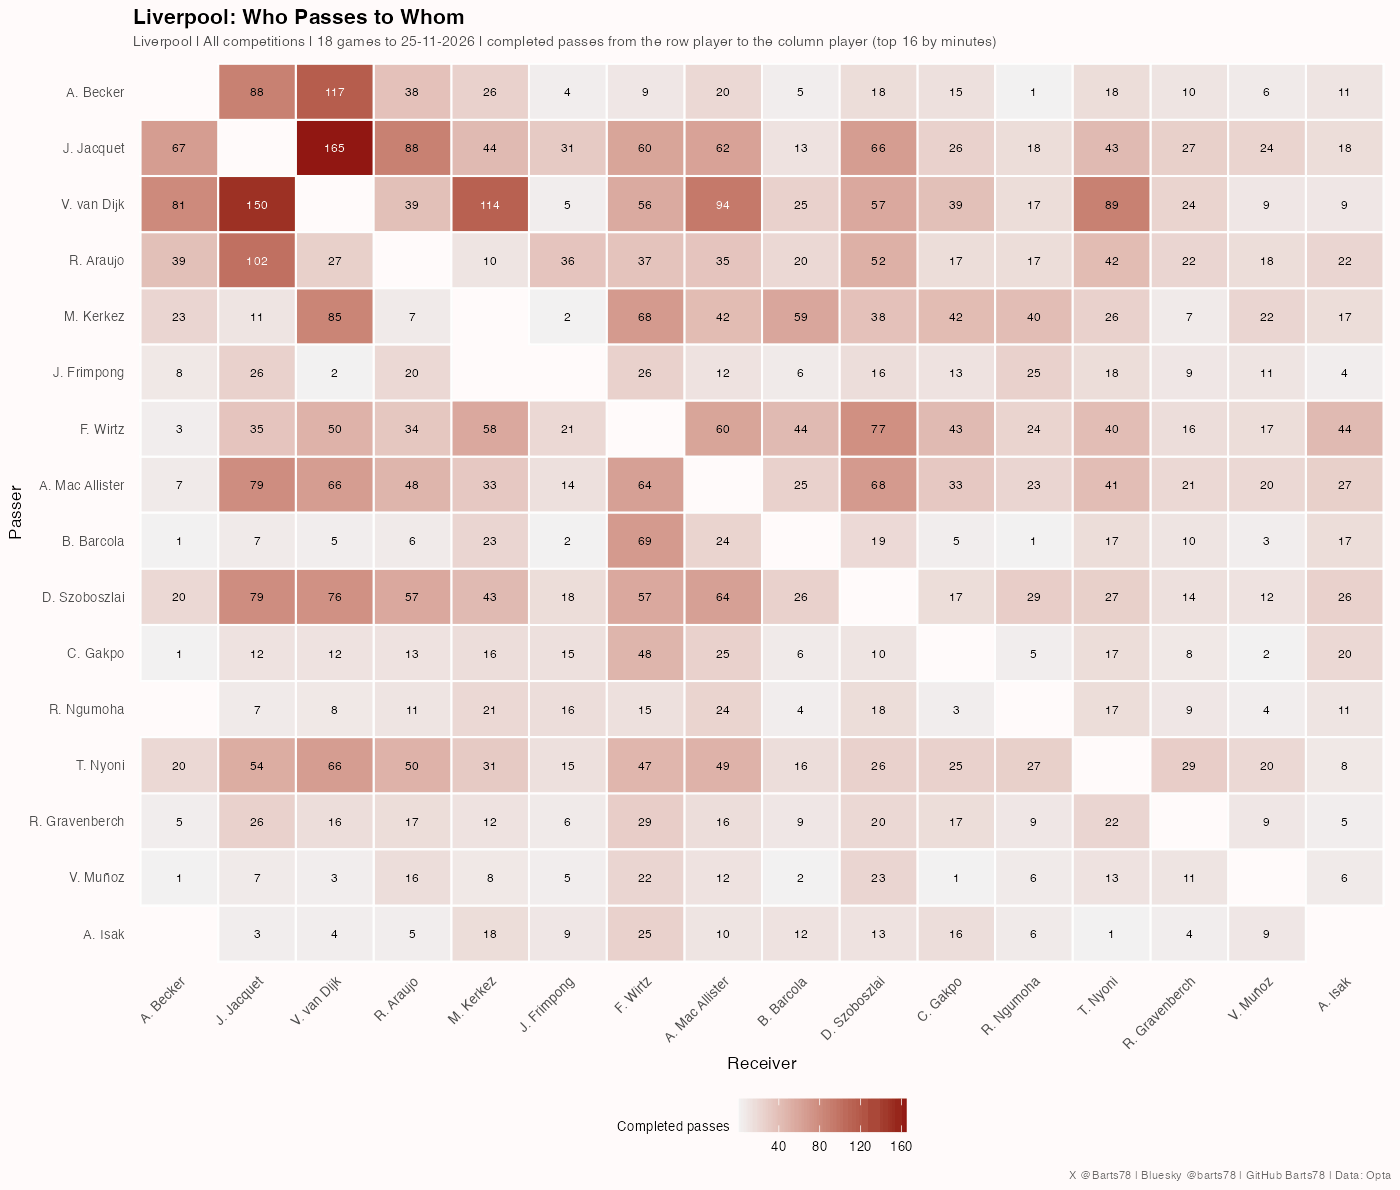 Liverpool: Who Passes to Whom
Liverpool | All competitions | 18 games to 25-11-2026 | completed passes from the row player to the column player (top 16 by minutes)
A. Becker 88 117 38 26 4 9 20 5 18 15 1 18 10 6 11
J. Jacquet 67 165 88 44 31 60 62 13 66 26 18 43 27 24 18
V. van Dijk 81 150 39 114 5 56 94 25 57 39 17 89 24 9 9
R. Araujo 39 102 27 10 36 37 35 20 52 17 17 42 22 18 22
M. Kerkez 23 11 85 7 2 68 42 59 38 42 40 26 7 22 17
J. Frimpong 8 26 2 20 26 12 6 16 13 25 18 9 11 4
F. Wirtz 3 35 50 34 58 21 60 44 77 43 24 40 16 17 44
A. Mac Allister 7 79 66 48 33 14 64 25 68 33 23 41 21 20 27
B. Barcola 1 7 5 6 23 2 69 24 19 5 1 17 10 3 17
D. Szoboszlai 20 79 76 57 43 18 57 64 26 17 29 27 14 12 26
C. Gakpo 1 12 12 13 16 15 48 25 6 10 5 17 8 2 20
R. Ngumoha 7 8 11 21 16 15 24 4 18 3 17 9 4 11
T. Nyoni 20 54 66 50 31 15 47 49 16 26 25 27 29 20 8
R. Gravenberch 5 26 16 17 12 6 29 16 9 20 17 9 22 9 5
V. Muñoz 1 7 3 16 8 5 22 12 2 23 1 6 13 11 6
A. Isak 3 4 5 18 9 25 10 12 13 16 6 1 4 9
Passer
A. Becker J. Jacquet V. van Dijk R. Araujo M. Kerkez J. Frimpong F. Wirtz A. Mac Allister B. Barcola D. Szoboszlai C. Gakpo R. Ngumoha T. Nyoni R. Gravenberch V. Muñoz A. Isak
Receiver
Completed passes
40 80 120 160
X @Barts78 | Bluesky @barts78 | GitHub Barts78 | Data: Opta